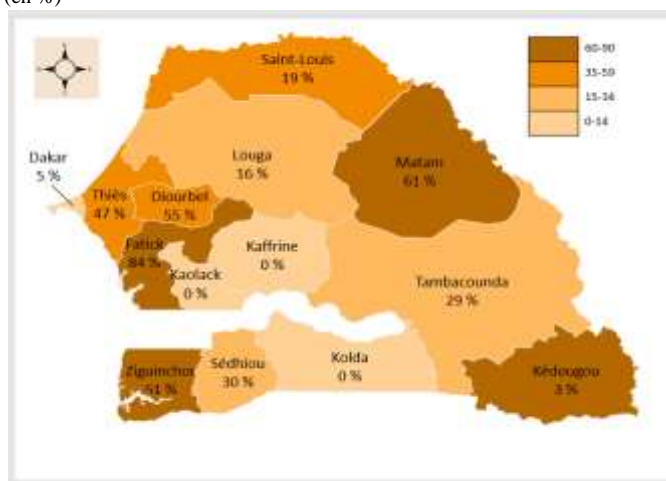 (en %)
60-90
35-59
15-34
0-14
Saint-Louis
19 %
Matam
61 %
Louga
16 %
Dakar
5 %
Thiès
47 %
Diourbel
55 %
Fatick
84 %
Kaffrine
0 %
Kaolack
0 %
Tambacounda
29 %
Ziguinchor
61 %
Sédhiou
30 %
Kolda
0 %
Kédougou
3 %